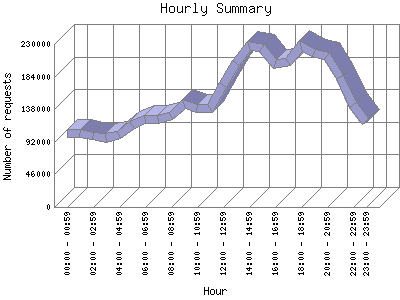 Hourly Summary
Number of requests
230000
184000
138000
92000
46000
0
00:00 - 00:59
02:00 - 02:59
04:00 - 04:59
06:00 - 06:59
08:00 - 08:59
10:00 - 10:59
12:00 - 12:59
14:00 - 14:59
16:00 - 16:59
18:00 - 18:59
20:00 - 20:59
22:00 - 22:59
23:00 - 23:59
Hour